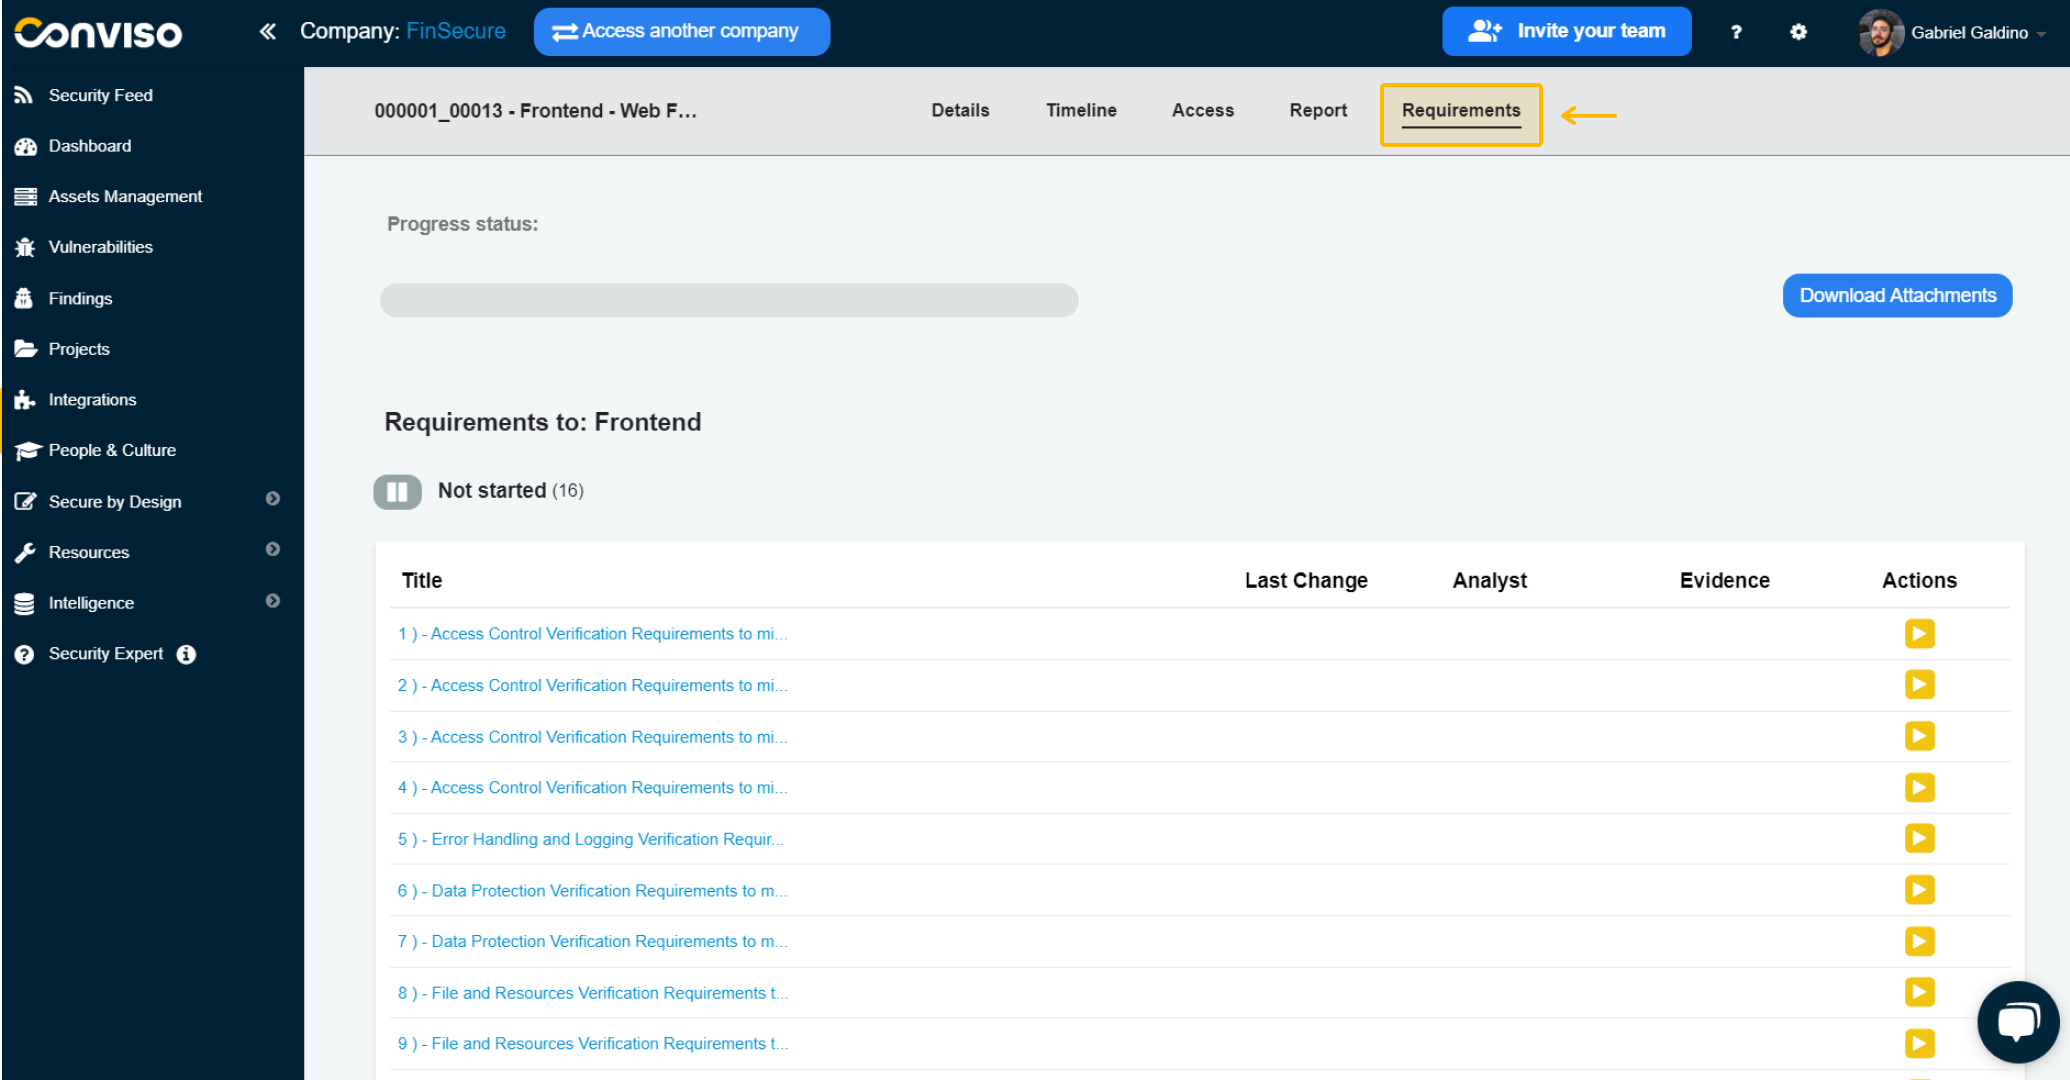 Conviso
Company: FinSecure
Access another company
Invite your team
?
Gabriel Galdino
Security Feed
Dashboard
Assets Management
Vulnerabilities
Findings
Projects
Integrations
People & Culture
Secure by Design
Resources
Intelligence
Security Expert
000001_00013 - Frontend - Web F...
Details
Timeline
Access
Report
Requirements
Progress status:
Download Attachments
Requirements to: Frontend
Not started (16)
Title Last Change Analyst Evidence Actions
1 ) - Access Control Verification Requirements to mi...
2 ) - Access Control Verification Requirements to mi...
3 ) - Access Control Verification Requirements to mi...
4 ) - Access Control Verification Requirements to mi...
5 ) - Error Handling and Logging Verification Requir...
6 ) - Data Protection Verification Requirements to m...
7 ) - Data Protection Verification Requirements to m...
8 ) - File and Resources Verification Requirements t...
9 ) - File and Resources Verification Requirements t...